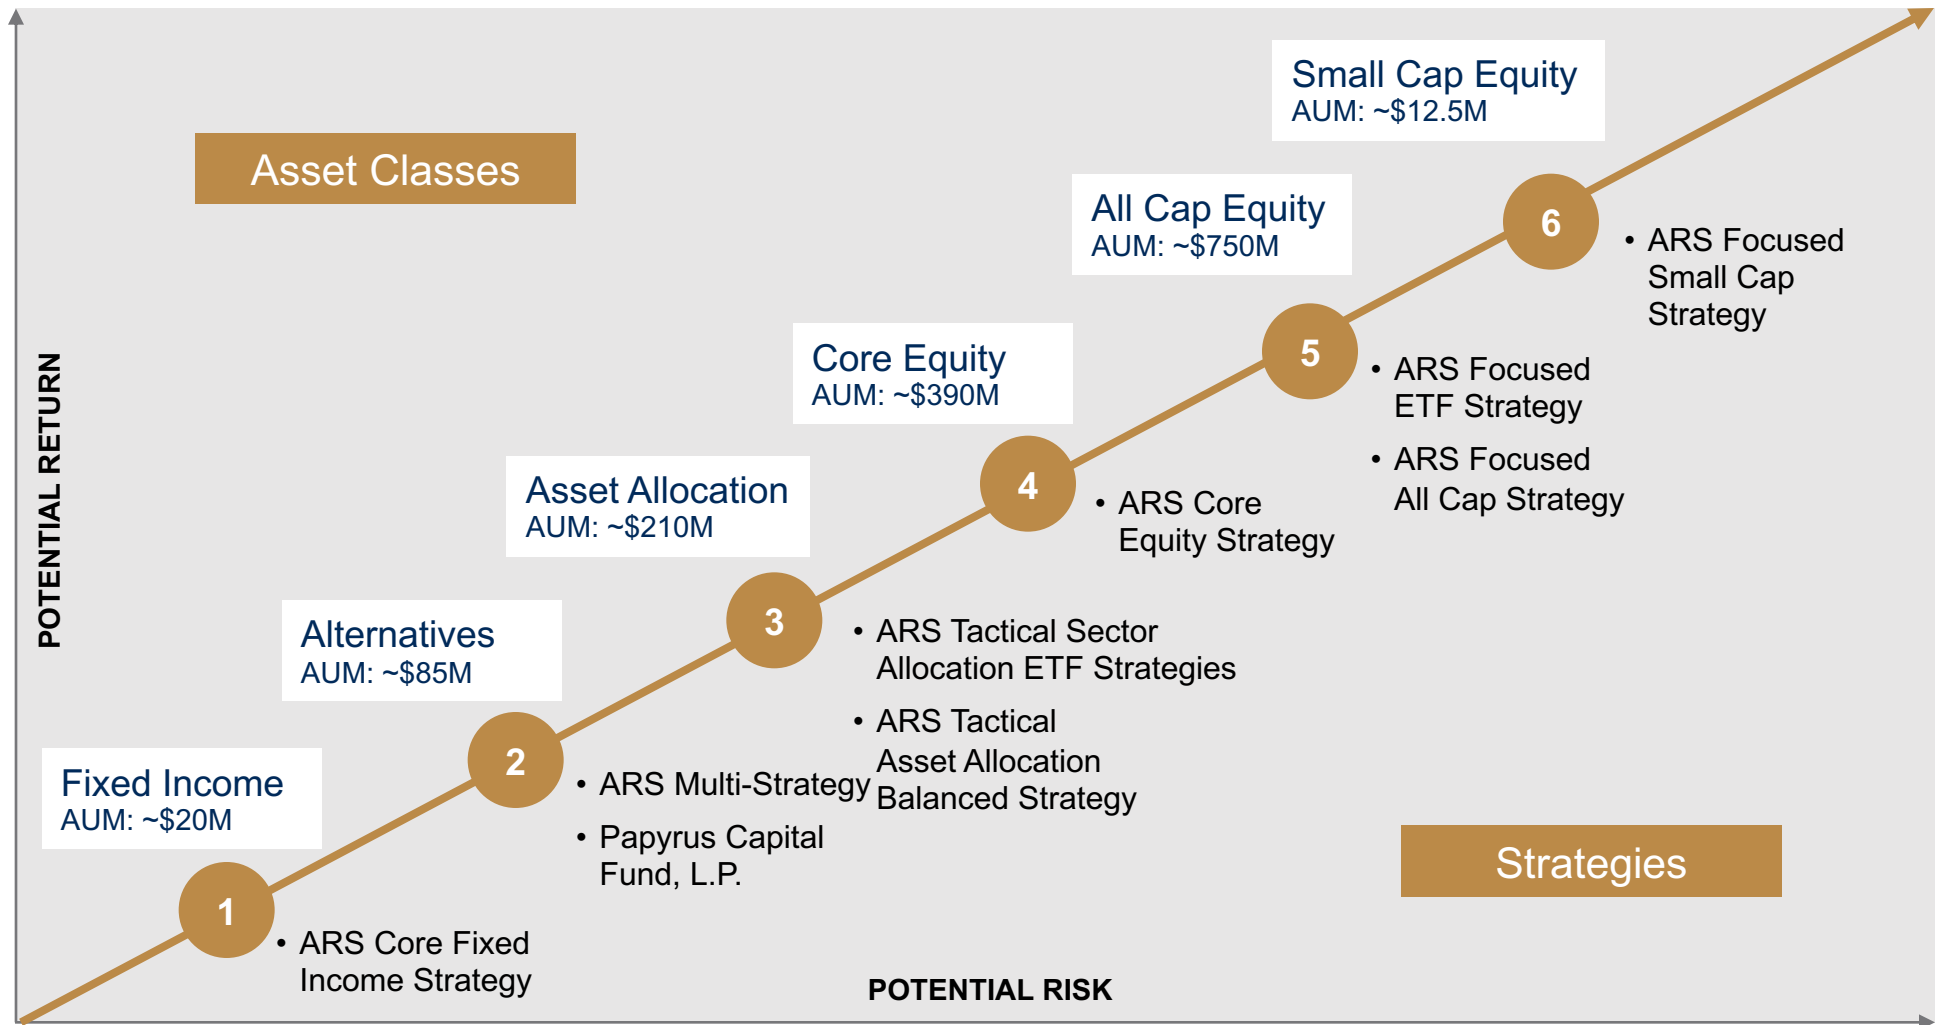 Small Cap Equity
AUM: ~$12.5M
Asset Classes
All Cap Equity
AUM: ~$750M
6
• ARS Focused
Small Cap
Strategy
Core Equity
AUM: ~$390M
5
• ARS Focused
ETF Strategy
• ARS Focused
All Cap Strategy
POTENTIAL RETURN
Asset Allocation
AUM: ~$210M
4
• ARS Core
Equity Strategy
Alternatives
AUM: ~$85M
3
• ARS Tactical Sector
Allocation ETF Strategies
• ARS Tactical
Asset Allocation
Balanced Strategy
Fixed Income
AUM: ~$20M
2
• ARS Multi-Strategy
• Papyrus Capital
Fund, L.P.
Strategies
1
• ARS Core Fixed
Income Strategy
POTENTIAL RISK